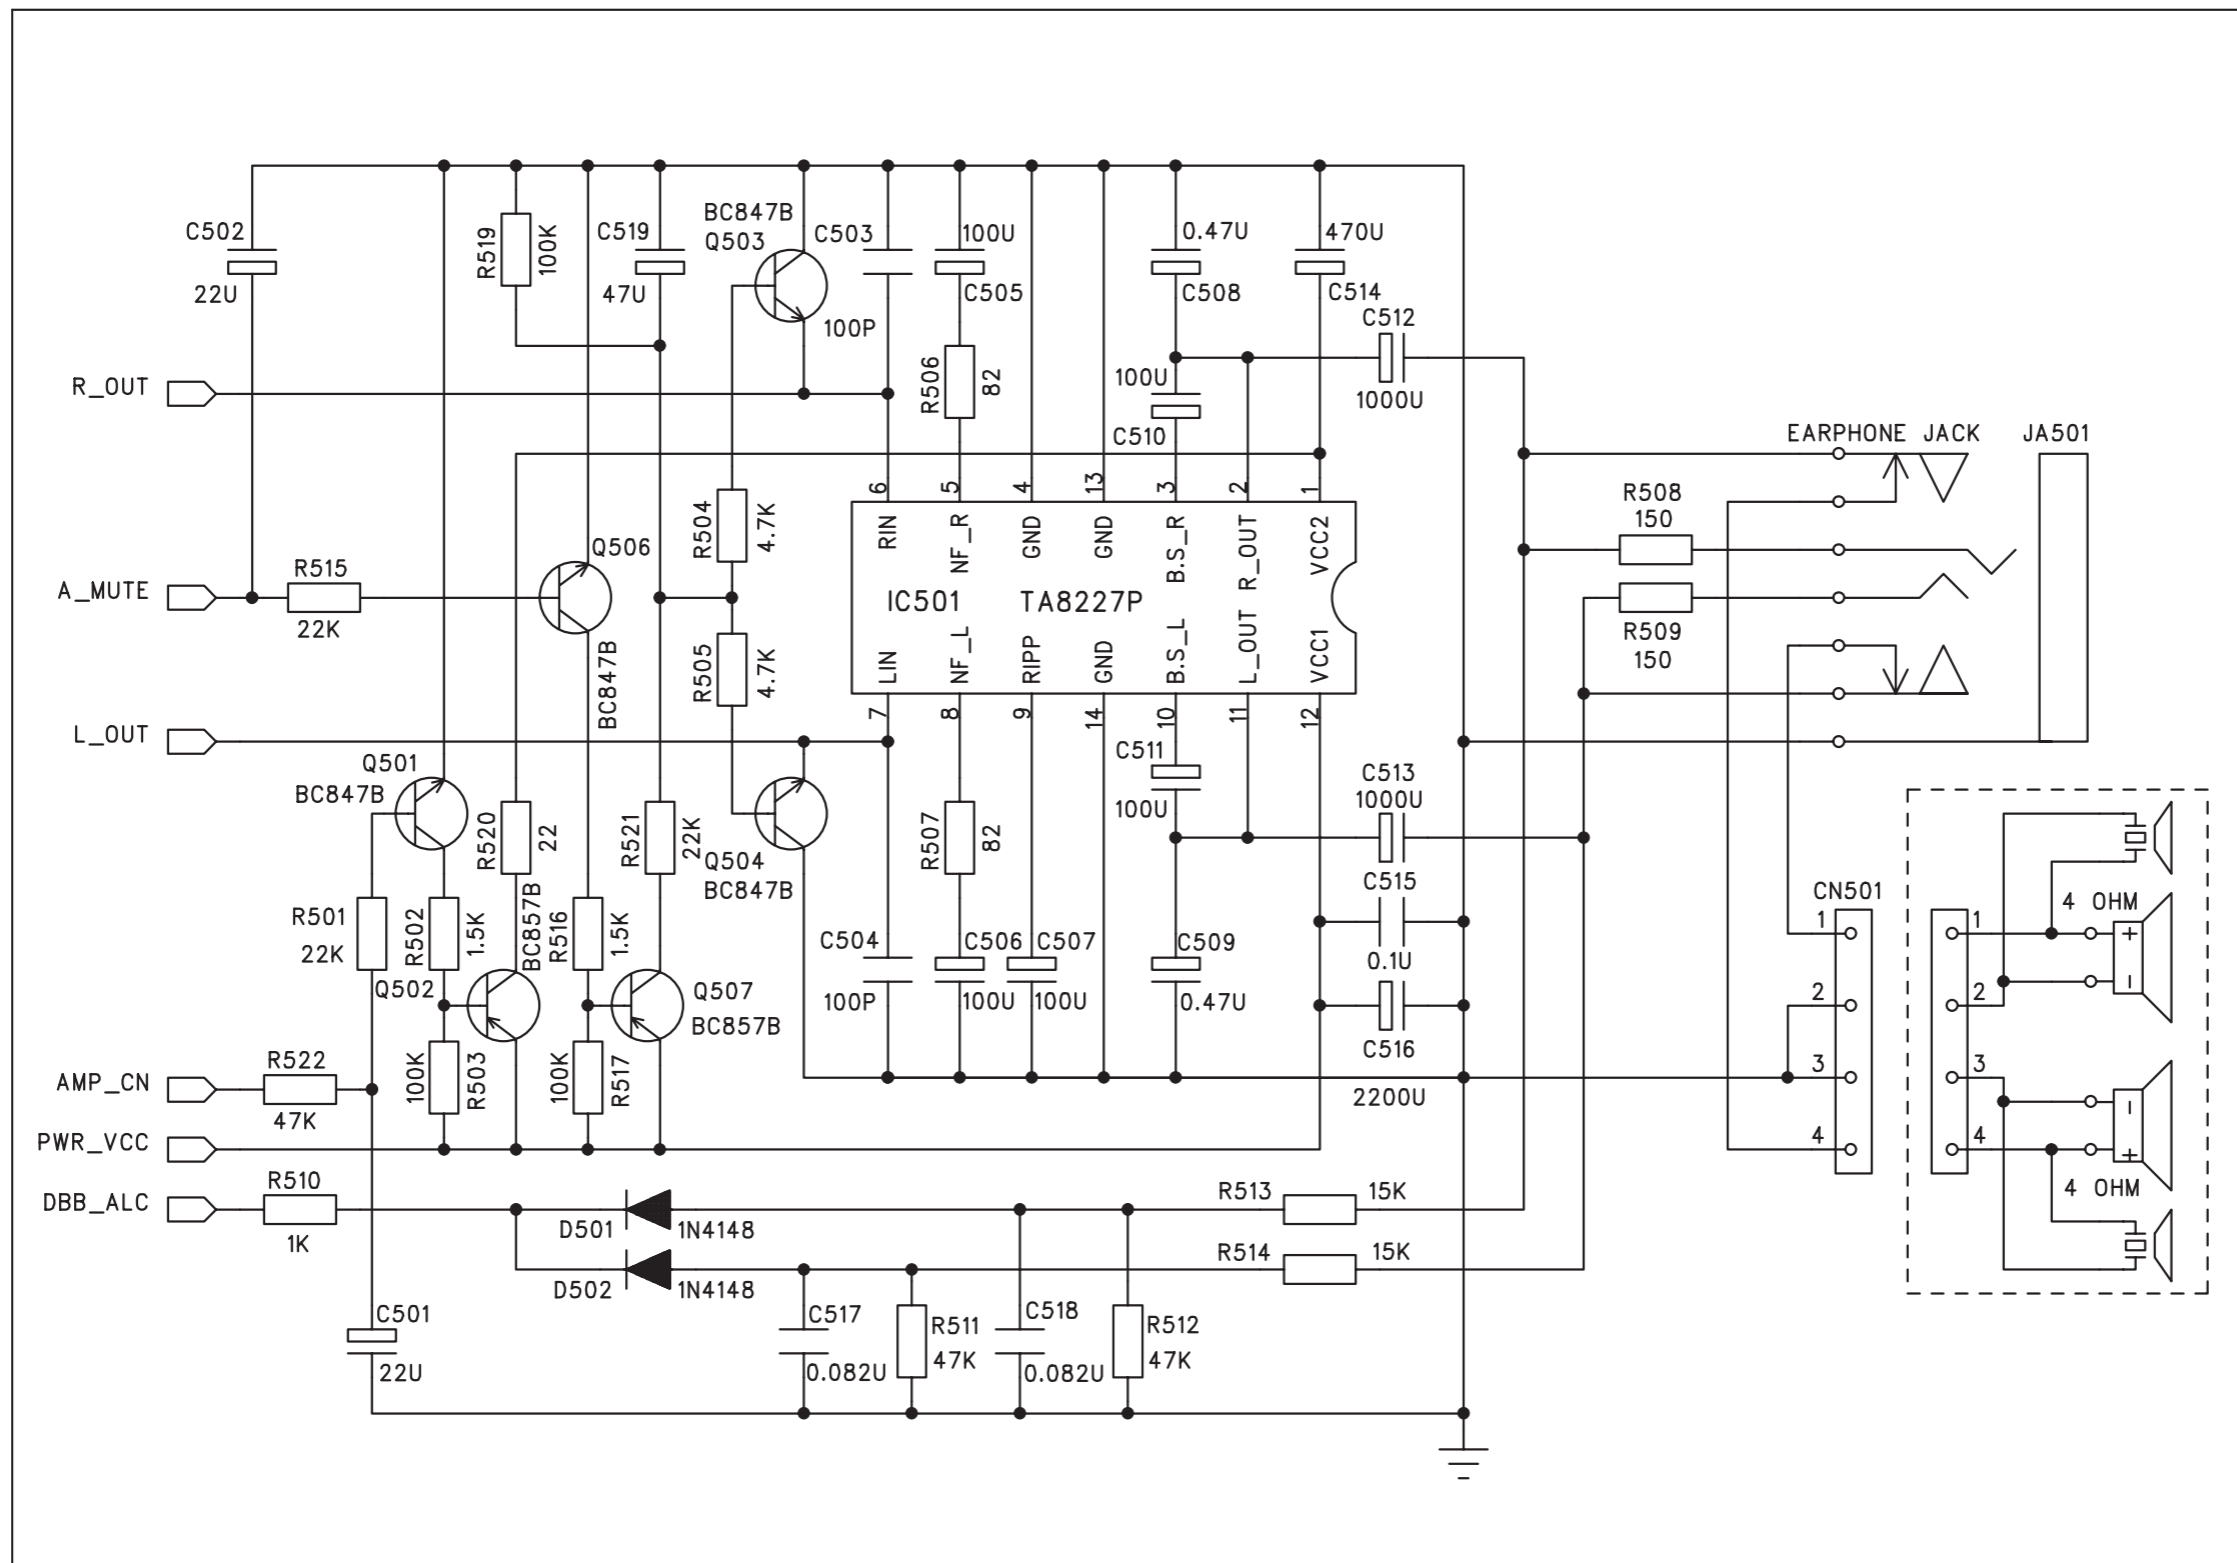 C502
22U
R519
100K
C519
47U
BC847B
Q503
C503
100P
100U
C505
0.47U
C508
470U
C514
C512
1000U
R_OUT
R506
82
100U
C510
EARPHONE JACK
JA501
R504
4.7K
6
5
4
13
3
2
1
RIN
NF_R
GND
GND
B.S_R
R_OUT
VCC2
R508
150
A_MUTE
R515
22K
Q506
BC847B
IC501
TA8227P
R509
150
R505
4.7K
LIN
NF_L
RIPP
GND
B.S_L
L_OUT
VCC1
7
8
9
14
10
11
12
L_OUT
Q501
BC847B
R520
22
R521
22K
Q504
BC847B
R507
82
C511
100U
C513
1000U
C515
0.1U
R501
22K
R502
1.5K
BC857B
R516
1.5K
Q502
Q507
BC857B
C504
100P
C506
100U
C507
100U
C509
0.47U
C516
2200U
CN501
1
2
3
4
1
2
3
4
4 OHM
+
–
–
+
4 OHM
AMP_CN
R522
47K
100K
R503
100K
R517
PWR_VCC
DBB_ALC
R510
1K
D501
1N4148
D502
1N4148
R513
15K
R514
15K
C501
22U
C517
0.082U
R511
47K
C518
0.082U
R512
47K